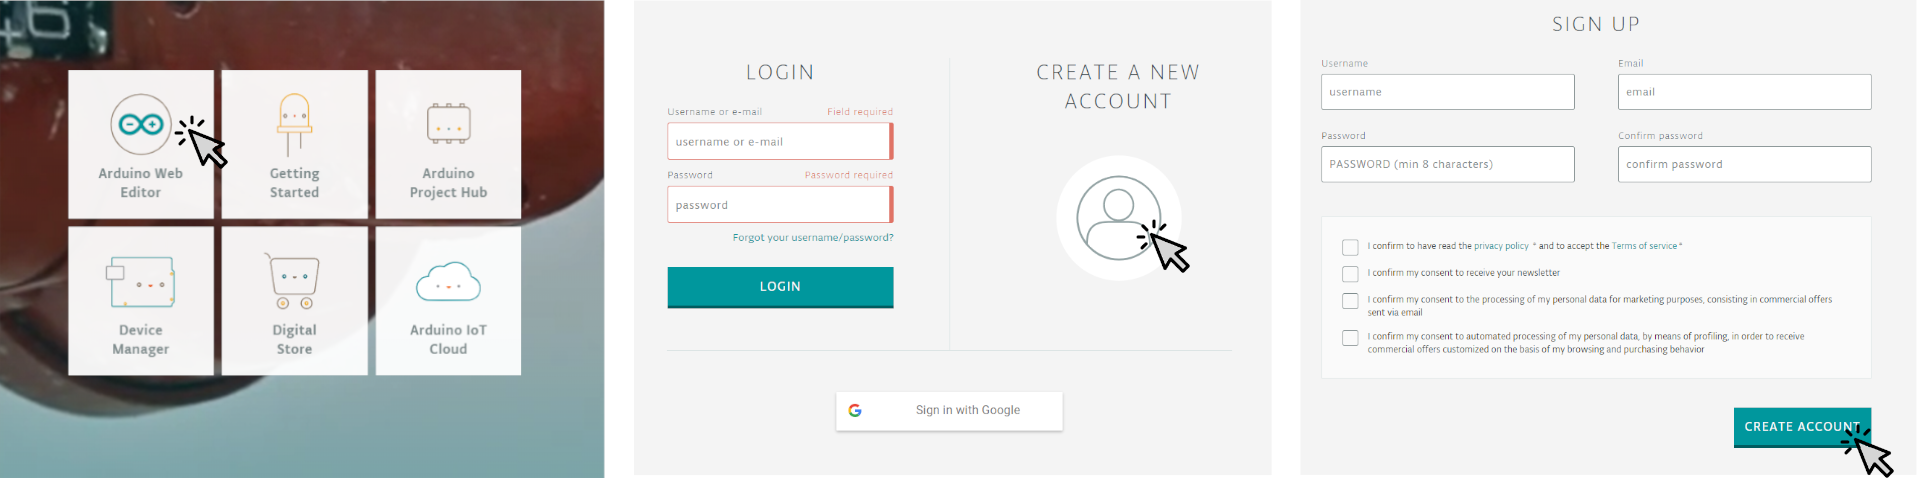 Arduino Web
Editor
Getting
Started
Arduino
Project Hub
Device
Manager
Digital
Store
Arduino IoT
Cloud
LOGIN
Username or e-mail Field required
username or e-mail
Password Password required
password
Forgot your username/password?
LOGIN
CREATE A NEW
ACCOUNT
Sign in with Google
SIGN UP
Username
username
Email
email
Password
PASSWORD (min 8 characters)
Confirm password
confirm password
I confirm to have read the privacy policy * and to accept the Terms of service*
I confirm my consent to receive your newsletter
I confirm my consent to the processing of my personal data for marketing purposes, consisting in commercial offers
sent via email
I confirm my consent to automated processing of my personal data, by means of profiling, in order to receive
commercial offers customized on the basis of my browsing and purchasing behavior
CREATE ACCOUNT